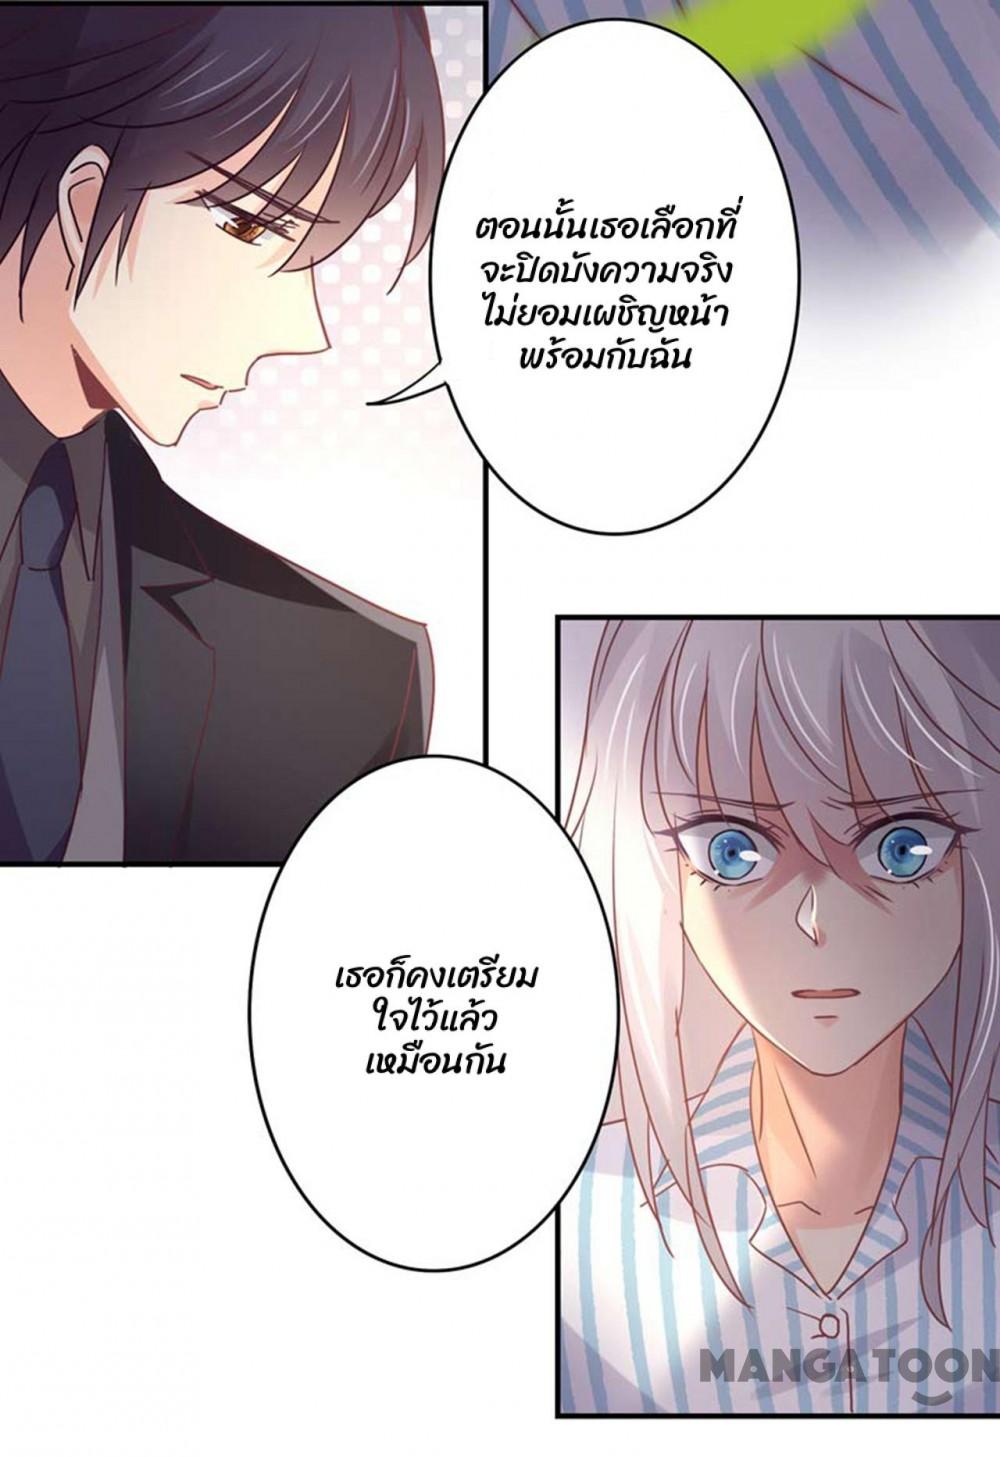 ตอนนั้นเธอเลือกที่
จะปิดบังความจริง
ไม่ยอมเผชิญหน้า
พร้อมกับฉัน
เธอก็คงเตรียม
ใจไว้แล้ว
เหมือนกัน
MANGATOON